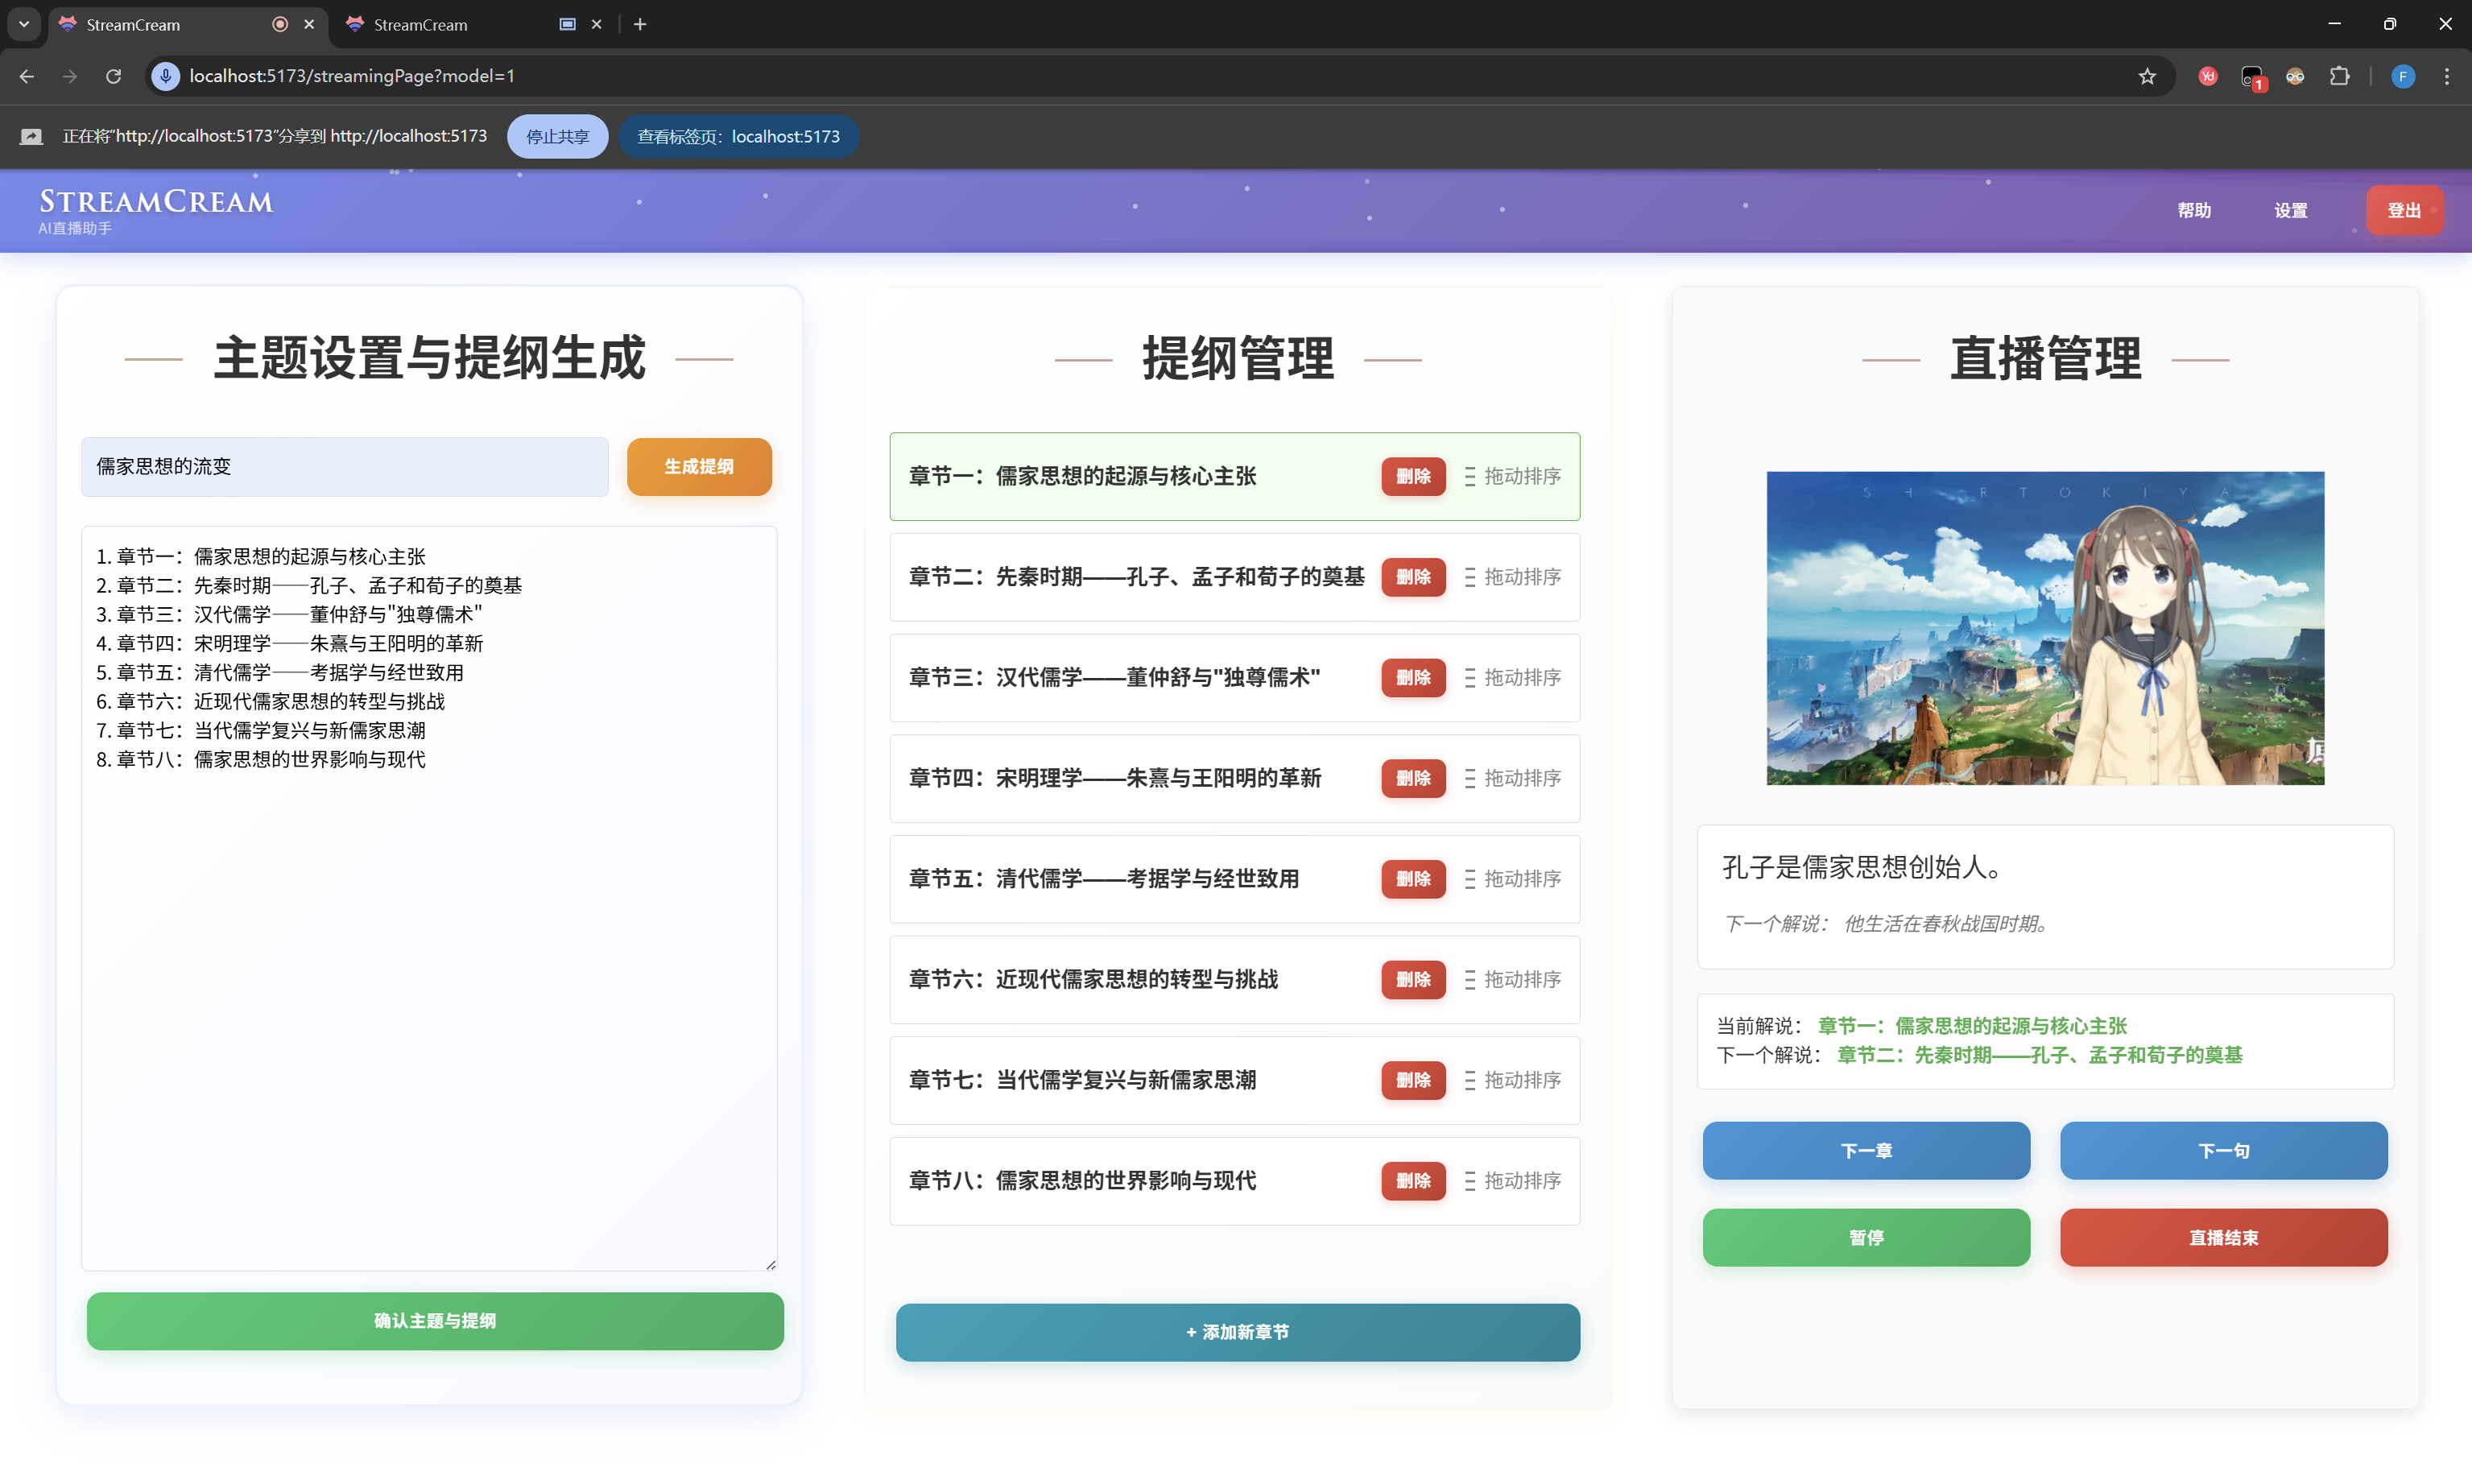 StreamCream
StreamCream
localhost:5173/streamingPage?model=1
1
F
正在将"http://localhost:5173"分享到 http://localhost:5173
停止共享
查看标签页：localhost:5173
StreamCream
AI直播助手
帮助
设置
登出
主题设置与提纲生成
儒家思想的流变
生成提纲
1. 章节一：儒家思想的起源与核心主张
2. 章节二：先秦时期——孔子、孟子和荀子的奠基
3. 章节三：汉代儒学——董仲舒与"独尊儒术"
4. 章节四：宋明理学——朱熹与王阳明的革新
5. 章节五：清代儒学——考据学与经世致用
6. 章节六：近现代儒家思想的转型与挑战
7. 章节七：当代儒学复兴与新儒家思潮
8. 章节八：儒家思想的世界影响与现代
确认主题与提纲
提纲管理
章节一：儒家思想的起源与核心主张 删除 拖动排序
章节二：先秦时期——孔子、孟子和荀子的奠基 删除 拖动排序
章节三：汉代儒学——董仲舒与"独尊儒术" 删除 拖动排序
章节四：宋明理学——朱熹与王阳明的革新 删除 拖动排序
章节五：清代儒学——考据学与经世致用 删除 拖动排序
章节六：近现代儒家思想的转型与挑战 删除 拖动排序
章节七：当代儒学复兴与新儒家思潮 删除 拖动排序
章节八：儒家思想的世界影响与现代 删除 拖动排序
+ 添加新章节
直播管理
孔子是儒家思想创始人。
下一个解说： 他生活在春秋战国时期。
当前解说： 章节一：儒家思想的起源与核心主张
下一个解说： 章节二：先秦时期——孔子、孟子和荀子的奠基
下一章
下一句
暂停
直播结束